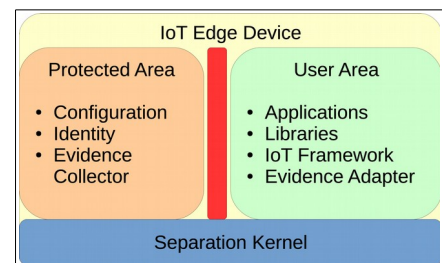 IoT Edge Device
Protected Area
• Configuration
• Identity
• Evidence
Collector
User Area
• Applications
• Libraries
• IoT Framework
• Evidence Adapter
Separation Kernel